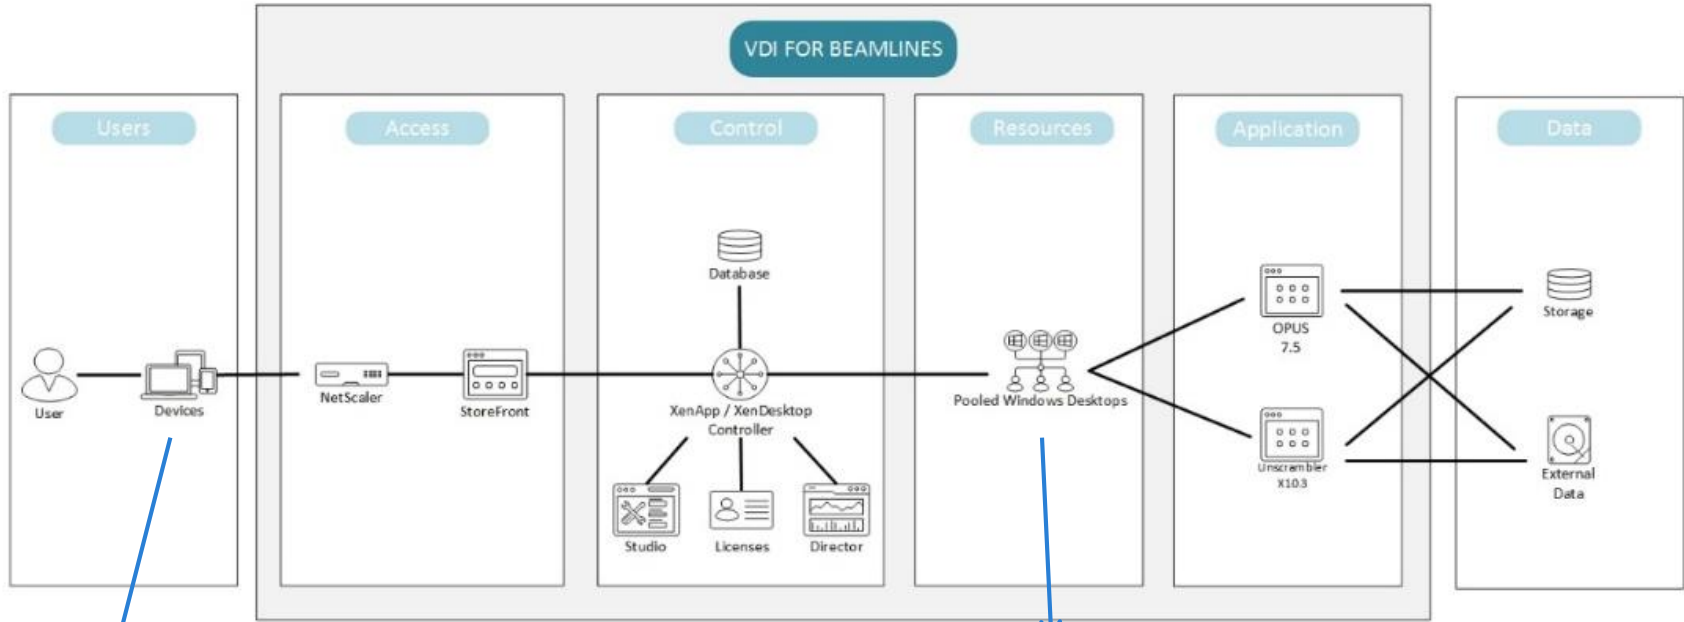 VDI FOR BEAMLINES
Users
Access
Control
Resources
Application
Data
Database
OPUS
7.5
Storage
User
Devices
NetScaler
StoreFront
XenApp / XenDesktop
Controller
Pooled Windows Desktops
Unscrambler
X10.3
External
Data
Studio
Licenses
Director